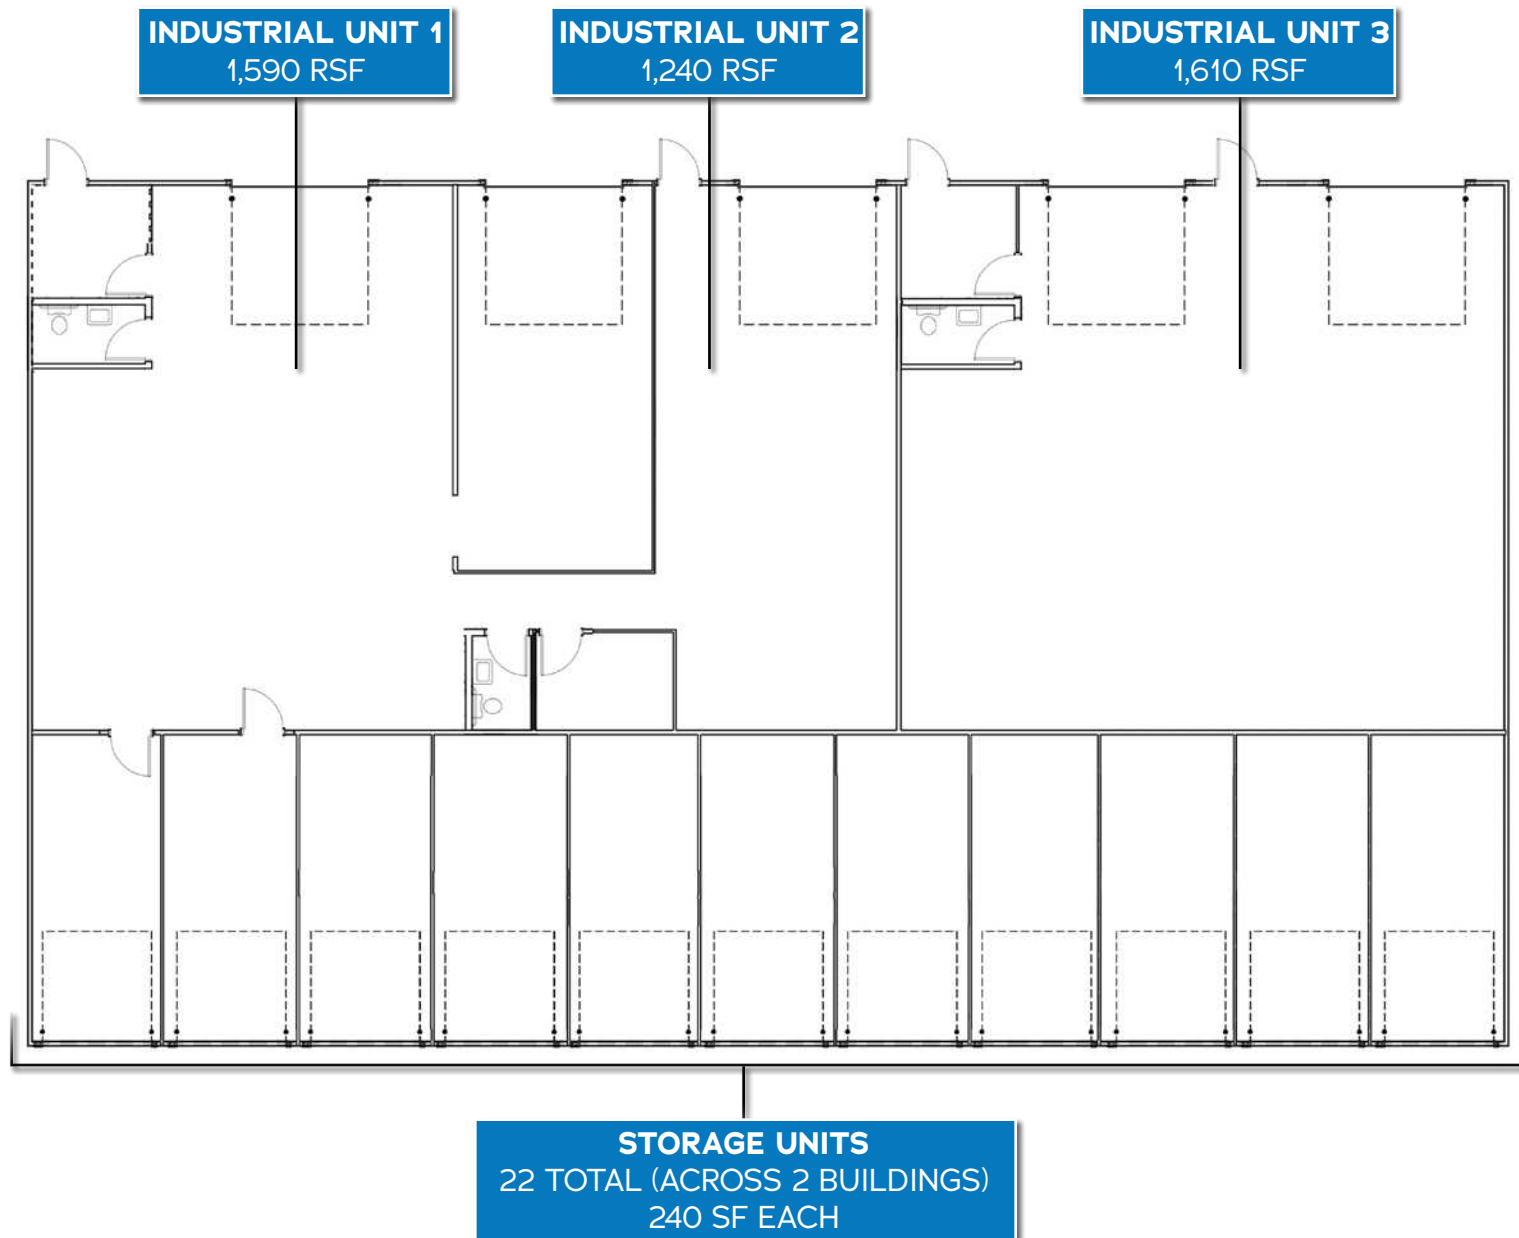 INDUSTRIAL UNIT 1
1,590 RSF
INDUSTRIAL UNIT 2
1,240 RSF
INDUSTRIAL UNIT 3
1,610 RSF
STORAGE UNITS
22 TOTAL (ACROSS 2 BUILDINGS)
240 SF EACH